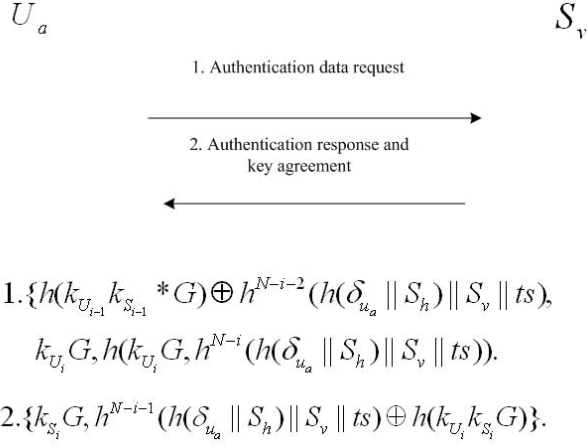 U_a S_v
1. Authentication data request
2. Authentication response and
key agreement
1.{h(k_{U_{i-1}} k_{S_{i-1}} *G)⊕h^{N-i-2}(h(δ_{u_a} || S_h) || S_v || ts),
k_{U_i}G, h(k_{U_i}G, h^{N-i}(h(δ_{u_a} || S_h) || S_v || ts)).
2.{k_{S_i}G, h^{N-i-1}(h(δ_{u_a} || S_h) || S_v || ts)⊕h(k_{U_i}k_{S_i}G)}.